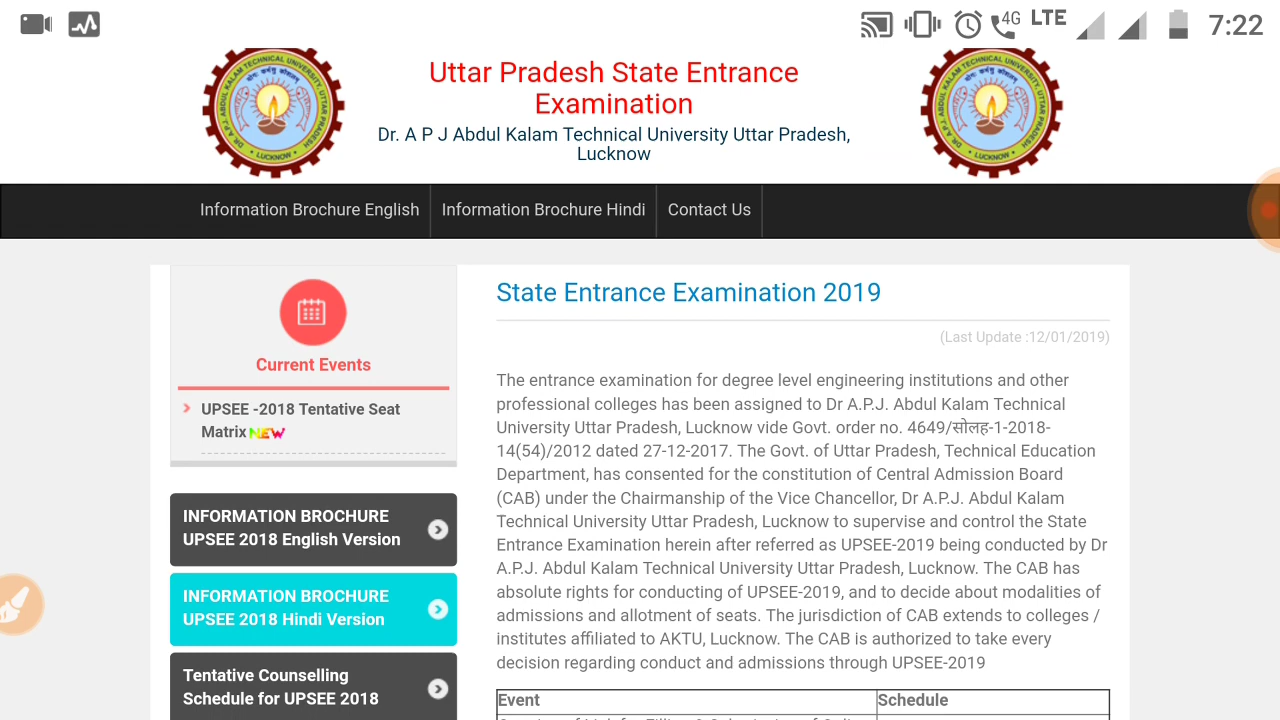 4G LTE 7:22
Uttar Pradesh State Entrance
Examination
Dr. A P J Abdul Kalam Technical University Uttar Pradesh,
Lucknow
Information Brochure English
Information Brochure Hindi
Contact Us
Current Events
UPSEE -2018 Tentative Seat
Matrix NEW
INFORMATION BROCHURE
UPSEE 2018 English Version
INFORMATION BROCHURE
UPSEE 2018 Hindi Version
Tentative Counselling
Schedule for UPSEE 2018
State Entrance Examination 2019
(Last Update :12/01/2019)
The entrance examination for degree level engineering institutions and other
professional colleges has been assigned to Dr A.P.J. Abdul Kalam Technical
University Uttar Pradesh, Lucknow vide Govt. order no. 4649/सोलह-1-2018-
14(54)/2012 dated 27-12-2017. The Govt. of Uttar Pradesh, Technical Education
Department, has consented for the constitution of Central Admission Board
(CAB) under the Chairmanship of the Vice Chancellor, Dr A.P.J. Abdul Kalam
Technical University Uttar Pradesh, Lucknow to supervise and control the State
Entrance Examination herein after referred as UPSEE-2019 being conducted by Dr
A.P.J. Abdul Kalam Technical University Uttar Pradesh, Lucknow. The CAB has
absolute rights for conducting of UPSEE-2019, and to decide about modalities of
admissions and allotment of seats. The jurisdiction of CAB extends to colleges /
institutes affiliated to AKTU, Lucknow. The CAB is authorized to take every
decision regarding conduct and admissions through UPSEE-2019
Event Schedule